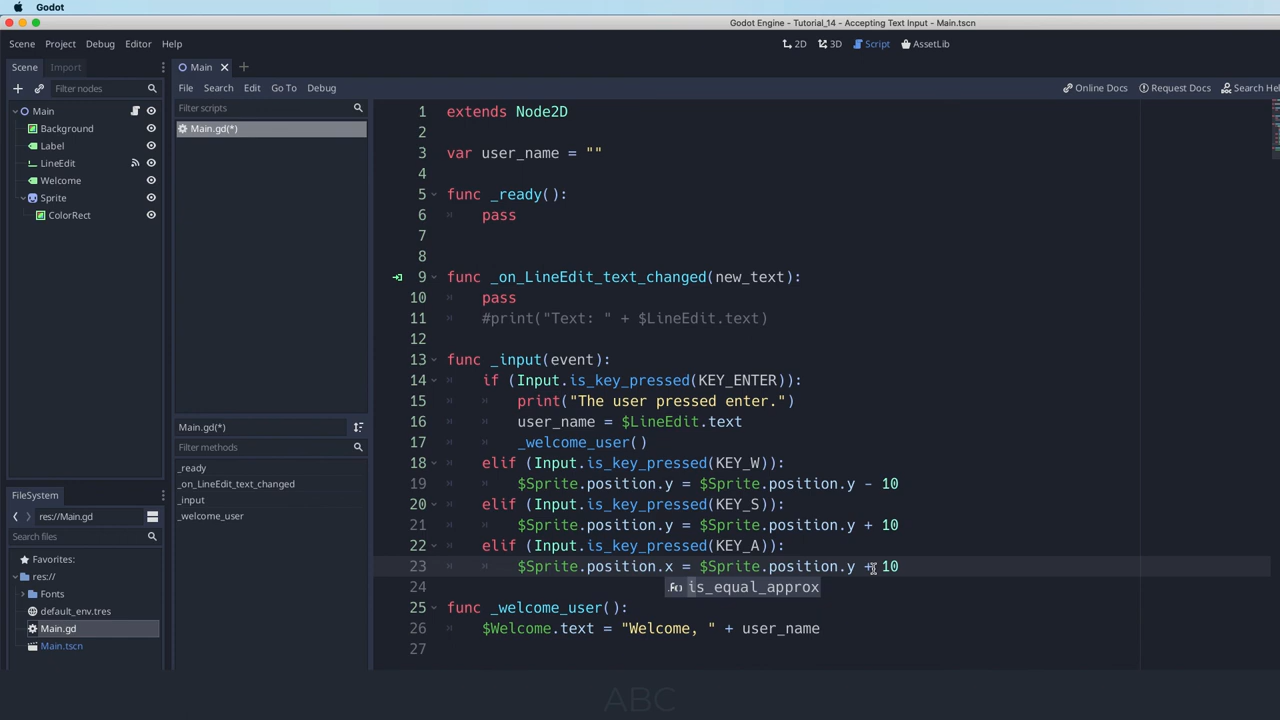 Godot
Godot Engine - Tutorial_14 - Accepting Text Input - Main.tscn
Scene Project Debug Editor Help
2D 3D Script AssetLib
Scene Import
Main
Filter nodes
File Search Edit Go To Debug
Online Docs Request Docs Search Hel
Main
Background
Label
LineEdit
Welcome
Sprite
ColorRect
Filter scripts
Main.gd(*)
Main.gd(*)
Filter methods
_ready
_on_LineEdit_text_changed
_input
_welcome_user
FileSystem
res://Main.gd
Search files
Favorites:
res://
Fonts
default_env.tres
Main.gd
Main.tscn
1 extends Node2D
2
3 var user_name = ""
4
5 func _ready():
6 pass
7
8
9 func _on_LineEdit_text_changed(new_text):
10 pass
11 #print("Text: " + $LineEdit.text)
12
13 func _input(event):
14 if (Input.is_key_pressed(KEY_ENTER)):
15 print("The user pressed enter.")
16 user_name = $LineEdit.text
17 _welcome_user()
18 elif (Input.is_key_pressed(KEY_W)):
19 $Sprite.position.y = $Sprite.position.y - 10
20 elif (Input.is_key_pressed(KEY_S)):
21 $Sprite.position.y = $Sprite.position.y + 10
22 elif (Input.is_key_pressed(KEY_A)):
23 $Sprite.position.x = $Sprite.position.y + 10
24
is_equal_approx
25 func _welcome_user():
26 $Welcome.text = "Welcome, " + user_name
27
ABC